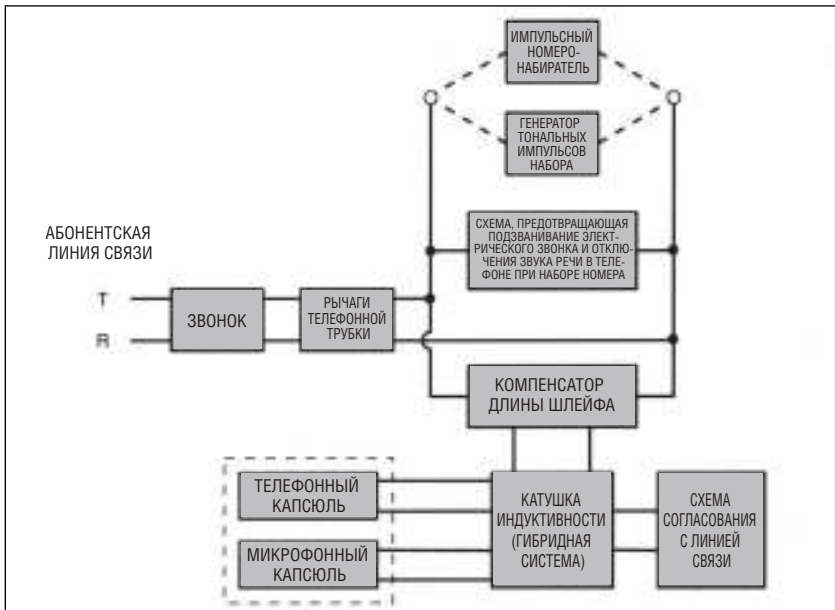 ИМПУЛЬСНЫЙ
НОМЕРО-
НАБИРАТЕЛЬ
ГЕНЕРАТОР
ТОНАЛЬНЫХ
ИМПУЛЬСОВ
НАБОРА
СХЕМА, ПРЕДОТВРАЩАЮЩАЯ
ПОДЗВАНИВАНИЕ ЭЛЕКТ-
РИЧЕСКОГО ЗВОНКА И ОТКЛЮ-
ЧЕНИЯ ЗВУКА РЕЧИ В ТЕЛЕ-
ФОНЕ ПРИ НАБОРЕ НОМЕРА
АБОНЕНТСКАЯ
ЛИНИЯ СВЯЗИ
T
R
ЗВОНОК
РЫЧАГИ
ТЕЛЕФОННОЙ
ТРУБКИ
КОМПЕНСАТОР
ДЛИНЫ ШЛЕЙФА
ТЕЛЕФОННЫЙ
КАПСЮЛЬ
МИКРОФОННЫЙ
КАПСЮЛЬ
КАТУШКА
ИНДУКТИВНОСТИ
(ГИБРИДНАЯ
СИСТЕМА)
СХЕМА
СОГЛАСОВАНИЯ
С ЛИНИЕЙ
СВЯЗИ